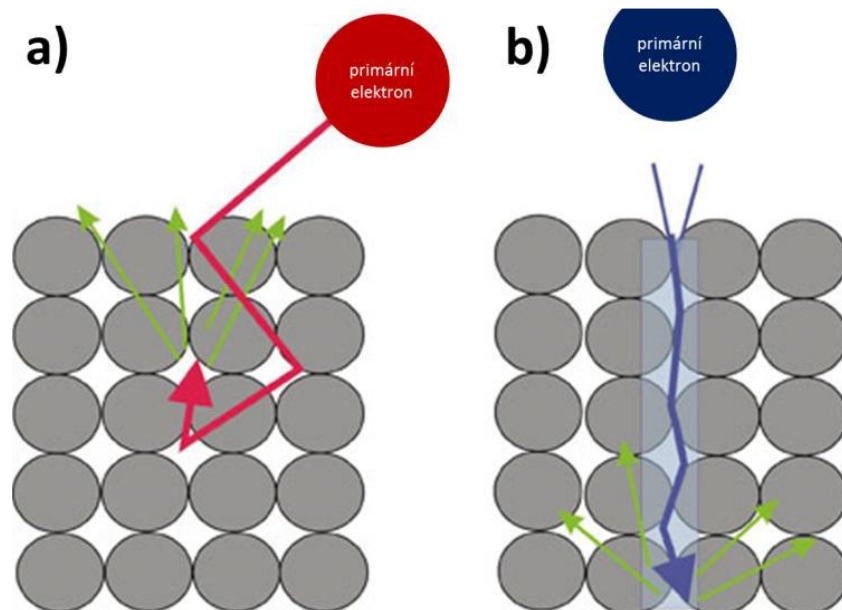 a)
primární
elektron
b)
primární
elektron